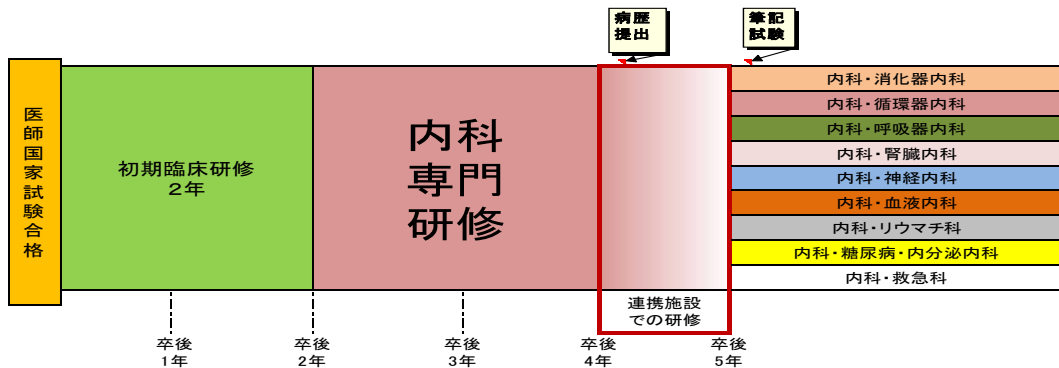 病歴
提出
筆記
試験
医師国家試験合格
初期臨床研修
2年
内科
専門
研修
内科・消化器内科
内科・循環器内科
内科・呼吸器内科
内科・腎臓内科
内科・神経内科
内科・血液内科
内科・リウマチ科
内科・糖尿病・内分泌内科
内科・救急科
連携施設
での研修
卒後
1年
卒後
2年
卒後
3年
卒後
4年
卒後
5年